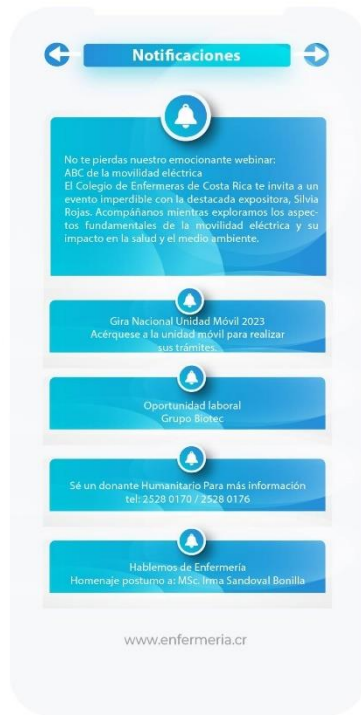 Notificaciones
No te pierdas nuestro emocionante webinar:
ABC de la movilidad eléctrica
El Colegio de Enfermeras de Costa Rica te invita a un
evento imperdible con la destacada expositora, Silvia
Rojas. Acompáñanos mientras exploramos los aspec-
tos fundamentales de la movilidad eléctrica y su
impacto en la salud y el medio ambiente.
Gira Nacional Unidad Móvil 2023
Acérquese a la unidad móvil para realizar
sus trámites.
Oportunidad laboral
Grupo Biotec
Sé un donante Humanitario Para más información
tel: 2528 0170 / 2528 0176
Hablemos de Enfermería
Homenaje postumo a: MSc. Irma Sandoval Bonilla
www.enfermeria.cr